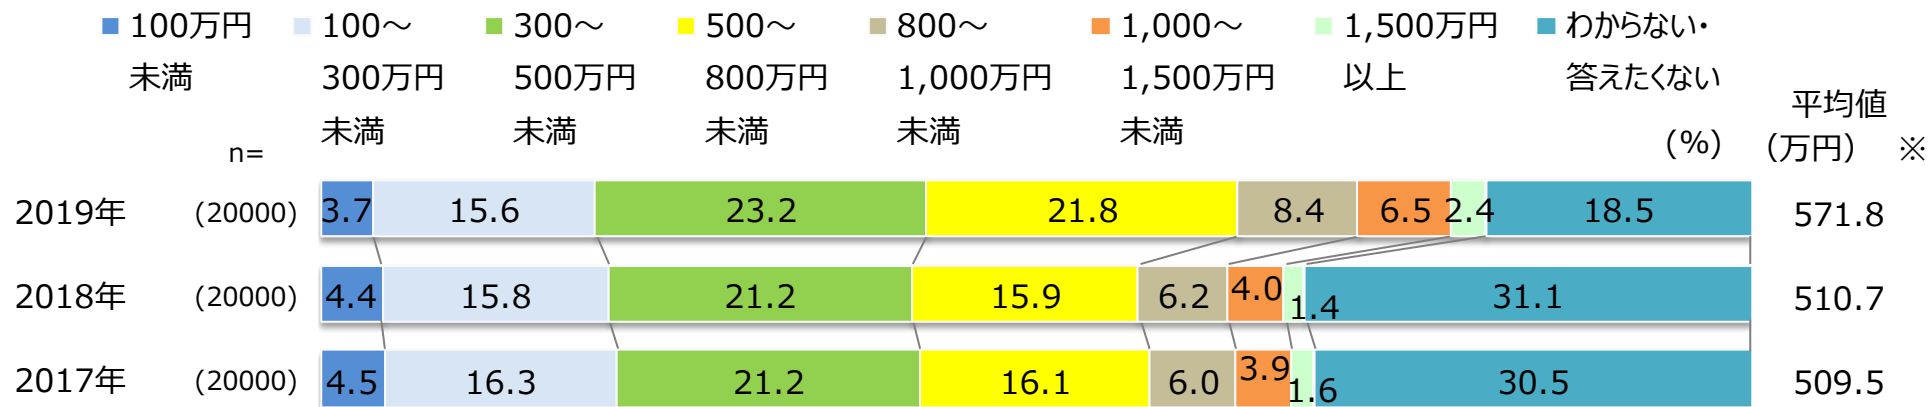 100万円 100～ 300～ 500～ 800～ 1,000～ 1,500万円 わからない・
未満 300万円 500万円 800万円 1,000万円 1,500万円 以上 答えたくない
未満 未満 未満 未満 未満
平均値
n= (%) (万円) ※
2019年 (20000) 3.7 15.6 23.2 21.8 8.4 6.5 2.4 18.5 571.8
2018年 (20000) 4.4 15.8 21.2 15.9 6.2 4.0 1.4 31.1 510.7
2017年 (20000) 4.5 16.3 21.2 16.1 6.0 3.9 1.6 30.5 509.5